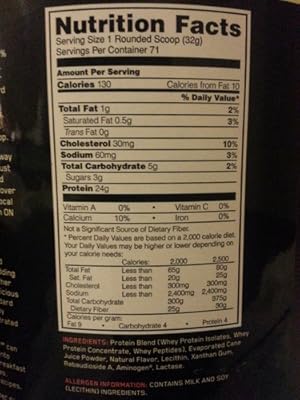 Nutrition Facts
Serving Size 1 Rounded Scoop (32g)
Servings Per Container 71
Amount Per Serving
Calories 130 Calories from Fat 10
% Daily Value*
Total Fat 1g 2%
Saturated Fat 0.5g 3%
Trans Fat 0g
Cholesterol 30mg 10%
Sodium 60mg 3%
Total Carbohydrate 5g 2%
Sugars 3g
Protein 24g
Vitamin A 0% • Vitamin C 0%
Calcium 10% • Iron 0%
Not a Significant Source of Dietary Fiber.
* Percent Daily Values are based on a 2,000 calorie diet.
Your Daily Values may be higher or lower depending on
your calorie needs:
Calories: 2,000 2,500
Total Fat Less than 65g 80g
Sat. Fat Less than 20g 25g
Cholesterol Less than 300mg 300mg
Sodium Less than 2,400mg 2,400mg
Total Carbohydrate 300g 375g
Dietary Fiber 25g 30g
Calories per gram:
Fat 9 • Carbohydrate 4 • Protein 4
INGREDIENTS: Protein Blend (Whey Protein Isolates, Whey
Protein Concentrate, Whey Peptides), Evaporated Cane
Juice Powder, Natural Flavor, Lecithin, Xanthan Gum,
Rebaudioside A, Aminogen®, Lactase.
ALLERGEN INFORMATION: CONTAINS MILK AND SOY
(LECITHIN) INGREDIENTS.